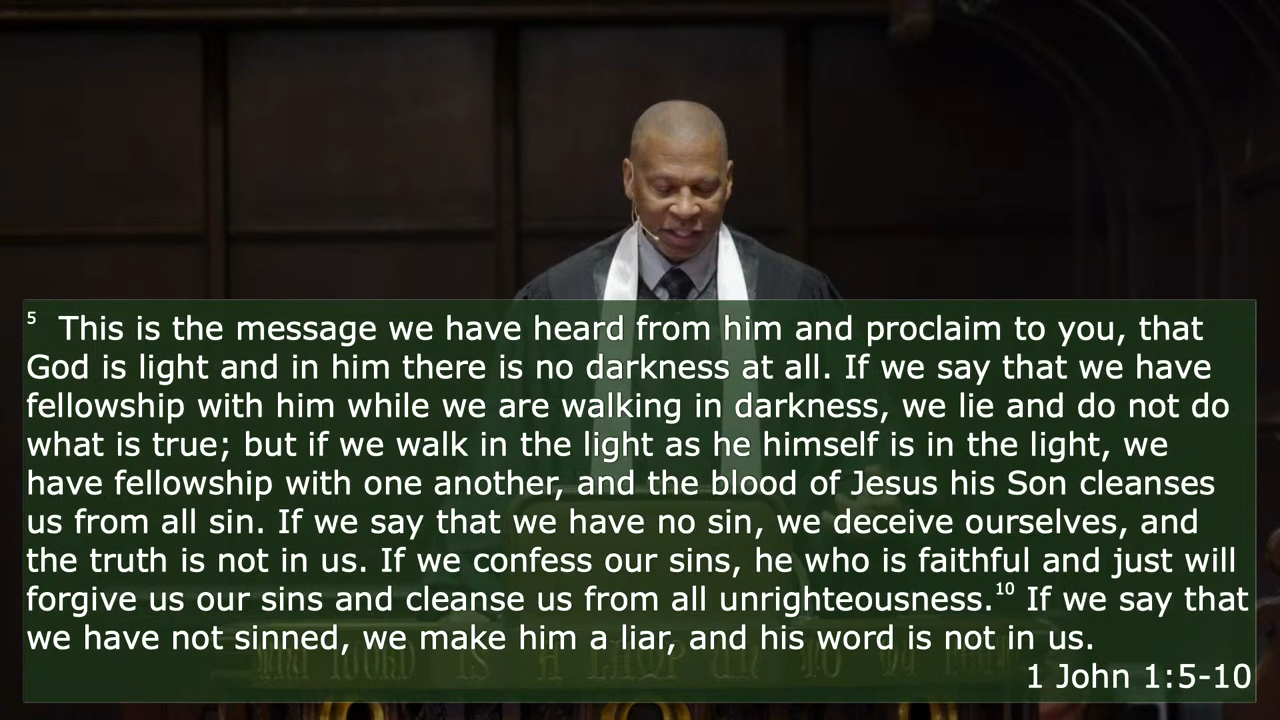 5 This is the message we have heard from him and proclaim to you, that
God is light and in him there is no darkness at all. If we say that we have
fellowship with him while we are walking in darkness, we lie and do not do
what is true; but if we walk in the light as he himself is in the light, we
have fellowship with one another, and the blood of Jesus his Son cleanses
us from all sin. If we say that we have no sin, we deceive ourselves, and
the truth is not in us. If we confess our sins, he who is faithful and just will
forgive us our sins and cleanse us from all unrighteousness.10 If we say that
we have not sinned, we make him a liar, and his word is not in us.
1 John 1:5-10